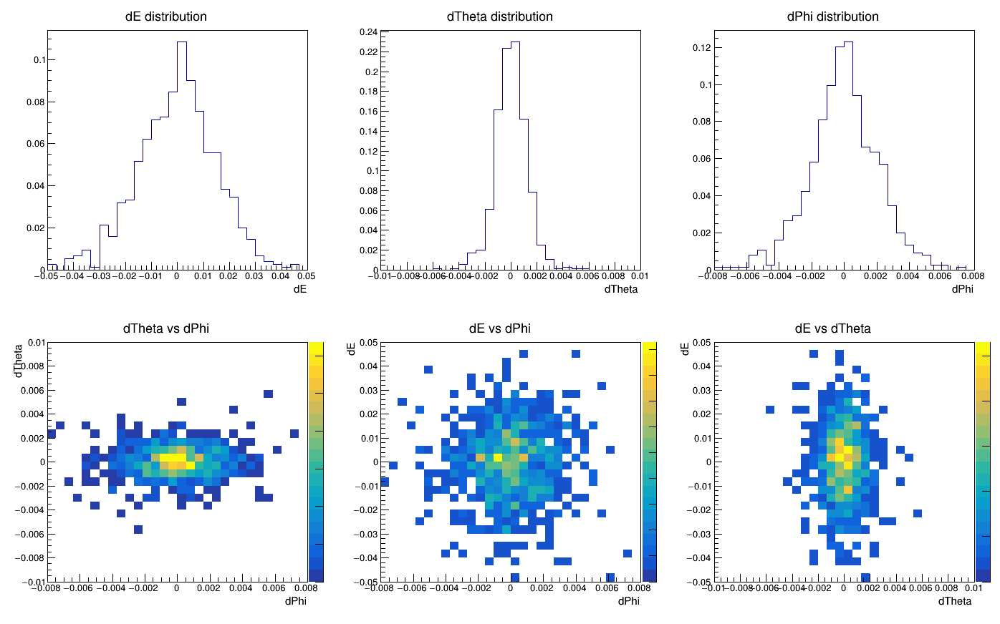 dE distribution
0.1
0.08
0.06
0.04
0.02
0
−0.05 −0.04 −0.03 −0.02 −0.01 0 0.01 0.02 0.03 0.04 0.05
dE
dTheta distribution
0.24
0.22
0.2
0.18
0.16
0.14
0.12
0.1
0.08
0.06
0.04
0.02
0
−0.01 −0.008 −0.006 −0.004 −0.002 0 0.002 0.004 0.006 0.008 0.01
dTheta
dPhi distribution
0.12
0.1
0.08
0.06
0.04
0.02
0
−0.008 −0.006 −0.004 −0.002 0 0.002 0.004 0.006 0.008
dPhi
dTheta vs dPhi
dTheta
0.01
0.008
0.006
0.004
0.002
0
−0.002
−0.004
−0.006
−0.008
−0.01
−0.008 −0.006 −0.004 −0.002 0 0.002 0.004 0.006 0.008
dPhi
dE vs dPhi
dE
0.05
0.04
0.03
0.02
0.01
0
−0.01
−0.02
−0.03
−0.04
−0.05
−0.008 −0.006 −0.004 −0.002 0 0.002 0.004 0.006 0.008
dPhi
dE vs dTheta
dE
0.05
0.04
0.03
0.02
0.01
0
−0.01
−0.02
−0.03
−0.04
−0.05
−0.01 −0.008 −0.006 −0.004 −0.002 0 0.002 0.004 0.006 0.008 0.01
dTheta